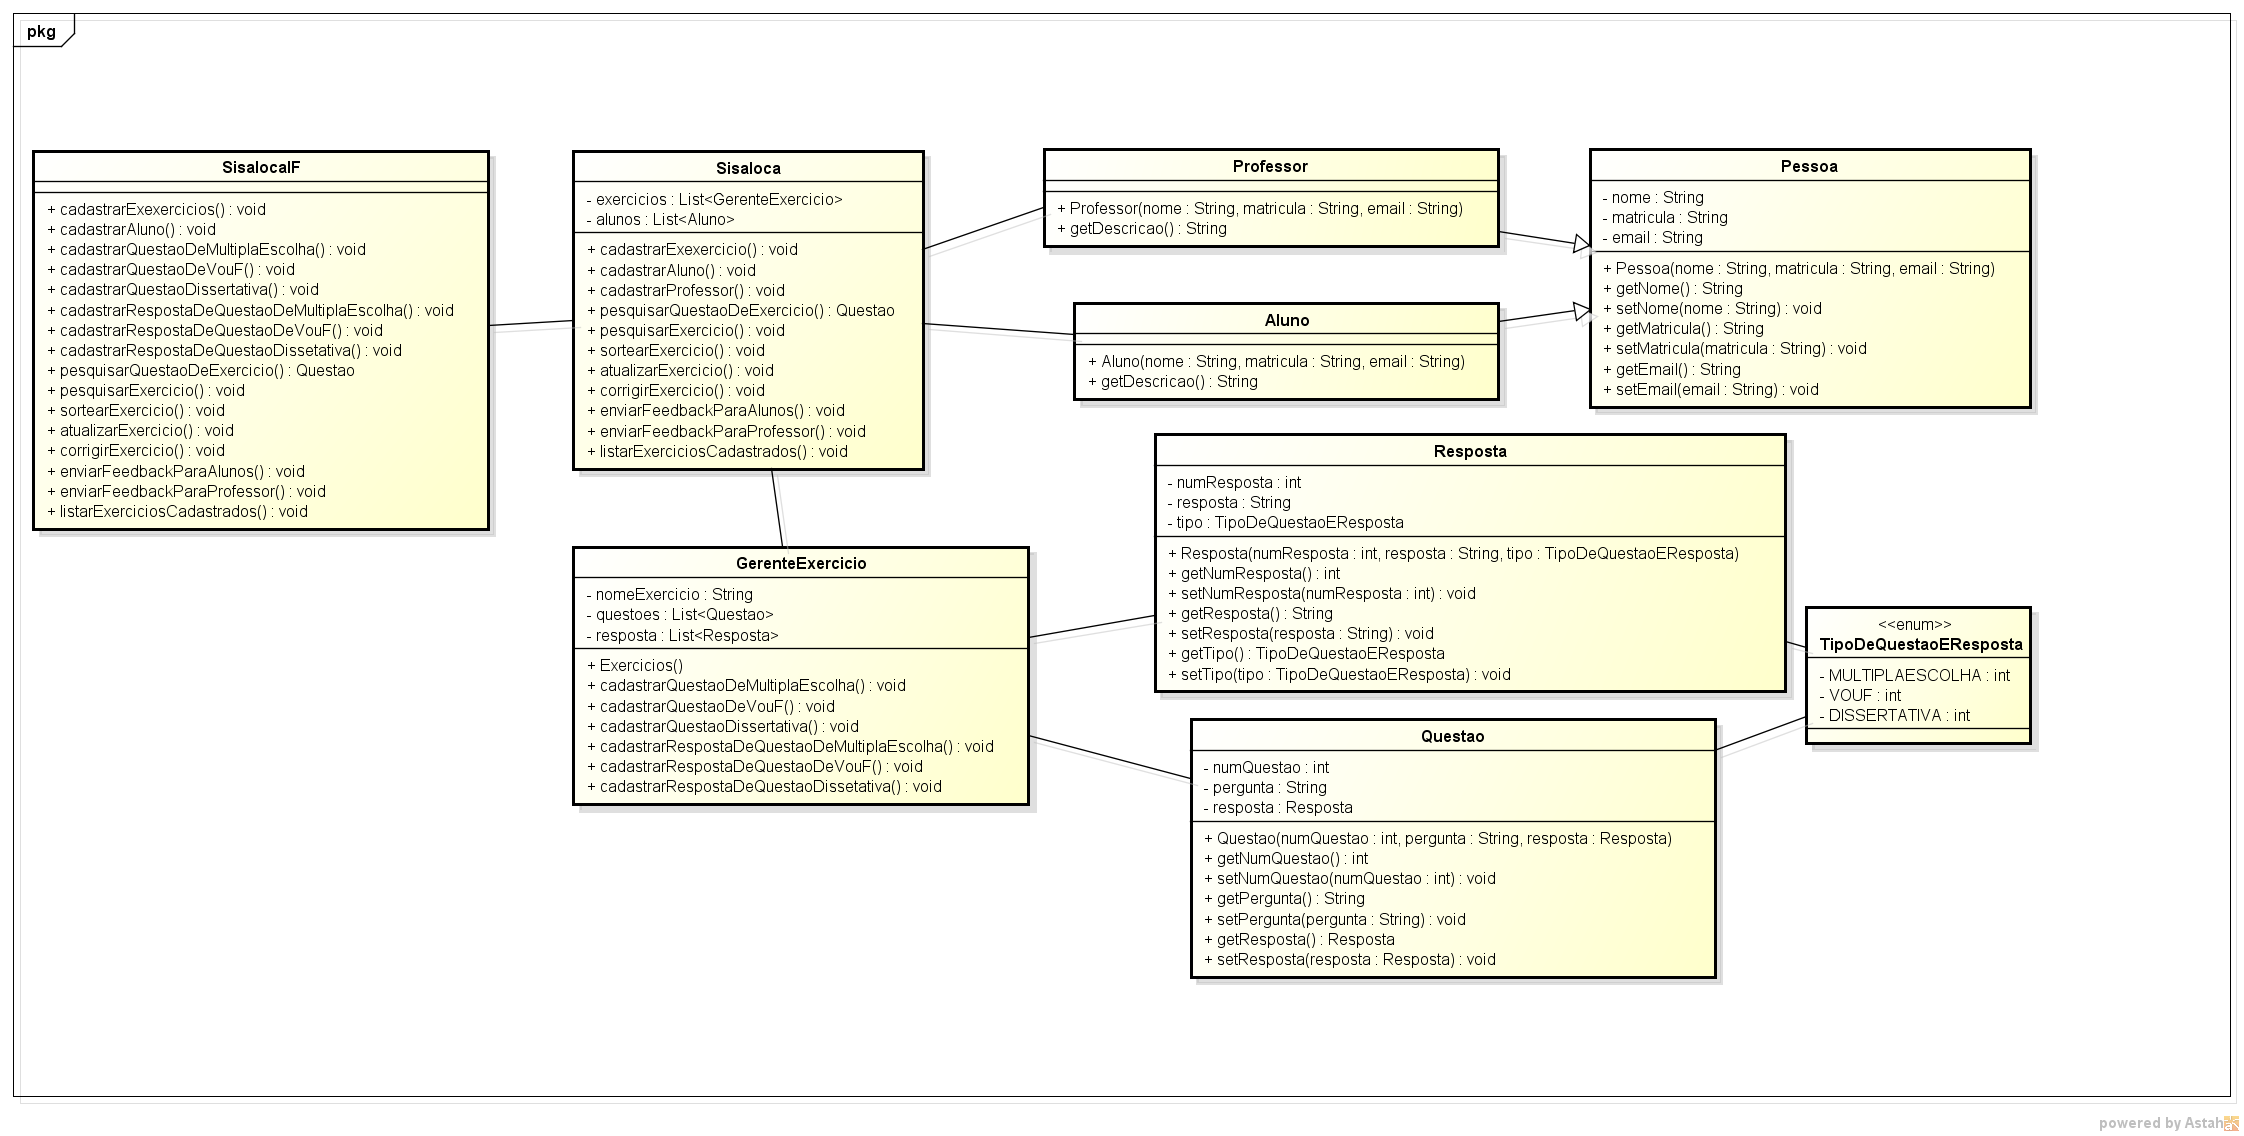 pkg
SisalocaIF
+ cadastrarExexercicios() : void
+ cadastrarAluno() : void
+ cadastrarQuestaoDeMultiplaEscolha() : void
+ cadastrarQuestaoDeVouF() : void
+ cadastrarQuestaoDissertativa() : void
+ cadastrarRespostaDeQuestaoDeMultiplaEscolha() : void
+ cadastrarRespostaDeQuestaoDeVouF() : void
+ cadastrarRespostaDeQuestaoDissetativa() : void
+ pesquisarQuestaoDeExercicio() : Questao
+ pesquisarExercicio() : void
+ sortearExercicio() : void
+ atualizarExercicio() : void
+ corrigirExercicio() : void
+ enviarFeedbackParaAlunos() : void
+ enviarFeedbackParaProfessor() : void
+ listarExerciciosCadastrados() : void
Sisaloca
- exercicios : List<GerenteExercicio>
- alunos : List<Aluno>
+ cadastrarExexercicio() : void
+ cadastrarAluno() : void
+ cadastrarProfessor() : void
+ pesquisarQuestaoDeExercicio() : Questao
+ pesquisarExercicio() : void
+ sortearExercicio() : void
+ atualizarExercicio() : void
+ corrigirExercicio() : void
+ enviarFeedbackParaAlunos() : void
+ enviarFeedbackParaProfessor() : void
+ listarExerciciosCadastrados() : void
Professor
+ Professor(nome : String, matricula : String, email : String)
+ getDescricao() : String
Pessoa
- nome : String
- matricula : String
- email : String
+ Pessoa(nome : String, matricula : String, email : String)
+ getNome() : String
+ setNome(nome : String) : void
+ getMatricula() : String
+ setMatricula(matricula : String) : void
+ getEmail() : String
+ setEmail(email : String) : void
Aluno
+ Aluno(nome : String, matricula : String, email : String)
+ getDescricao() : String
Resposta
- numResposta : int
- resposta : String
- tipo : TipoDeQuestaoEResposta
+ Resposta(numResposta : int, resposta : String, tipo : TipoDeQuestaoEResposta)
+ getNumResposta() : int
+ setNumResposta(numResposta : int) : void
+ getResposta() : String
+ setResposta(resposta : String) : void
+ getTipo() : TipoDeQuestaoEResposta
+ setTipo(tipo : TipoDeQuestaoEResposta) : void
GerenteExercicio
- nomeExercicio : String
- questoes : List<Questao>
- resposta : List<Resposta>
+ Exercicios()
+ cadastrarQuestaoDeMultiplaEscolha() : void
+ cadastrarQuestaoDeVouF() : void
+ cadastrarQuestaoDissertativa() : void
+ cadastrarRespostaDeQuestaoDeMultiplaEscolha() : void
+ cadastrarRespostaDeQuestaoDeVouF() : void
+ cadastrarRespostaDeQuestaoDissetativa() : void
<<enum>>
TipoDeQuestaoEResposta
- MULTIPLAESCOLHA : int
- VOUF : int
- DISSERTATIVA : int
Questao
- numQuestao : int
- pergunta : String
- resposta : Resposta
+ Questao(numQuestao : int, pergunta : String, resposta : Resposta)
+ getNumQuestao() : int
+ setNumQuestao(numQuestao : int) : void
+ getPergunta() : String
+ setPergunta(pergunta : String) : void
+ getResposta() : Resposta
+ setResposta(resposta : Resposta) : void
powered by Astah